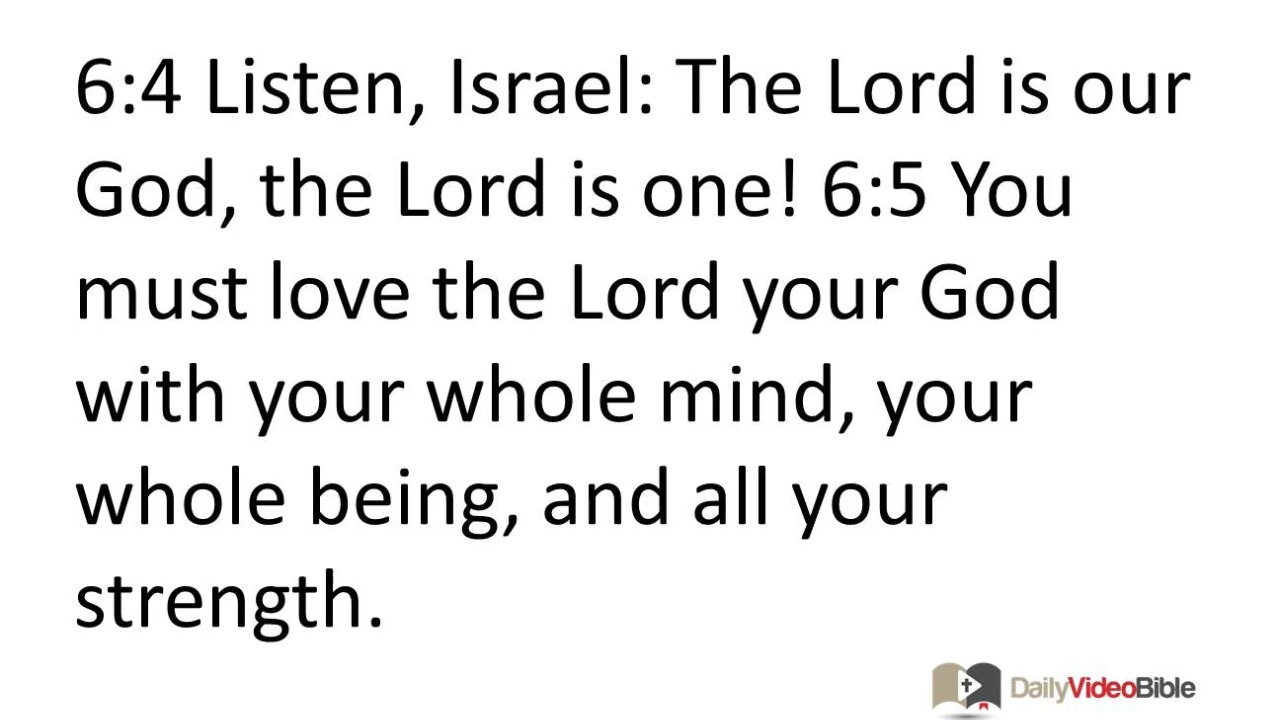 6:4 Listen, Israel: The Lord is our
God, the Lord is one! 6:5 You
must love the Lord your God
with your whole mind, your
whole being, and all your
strength.
DailyVideoBible